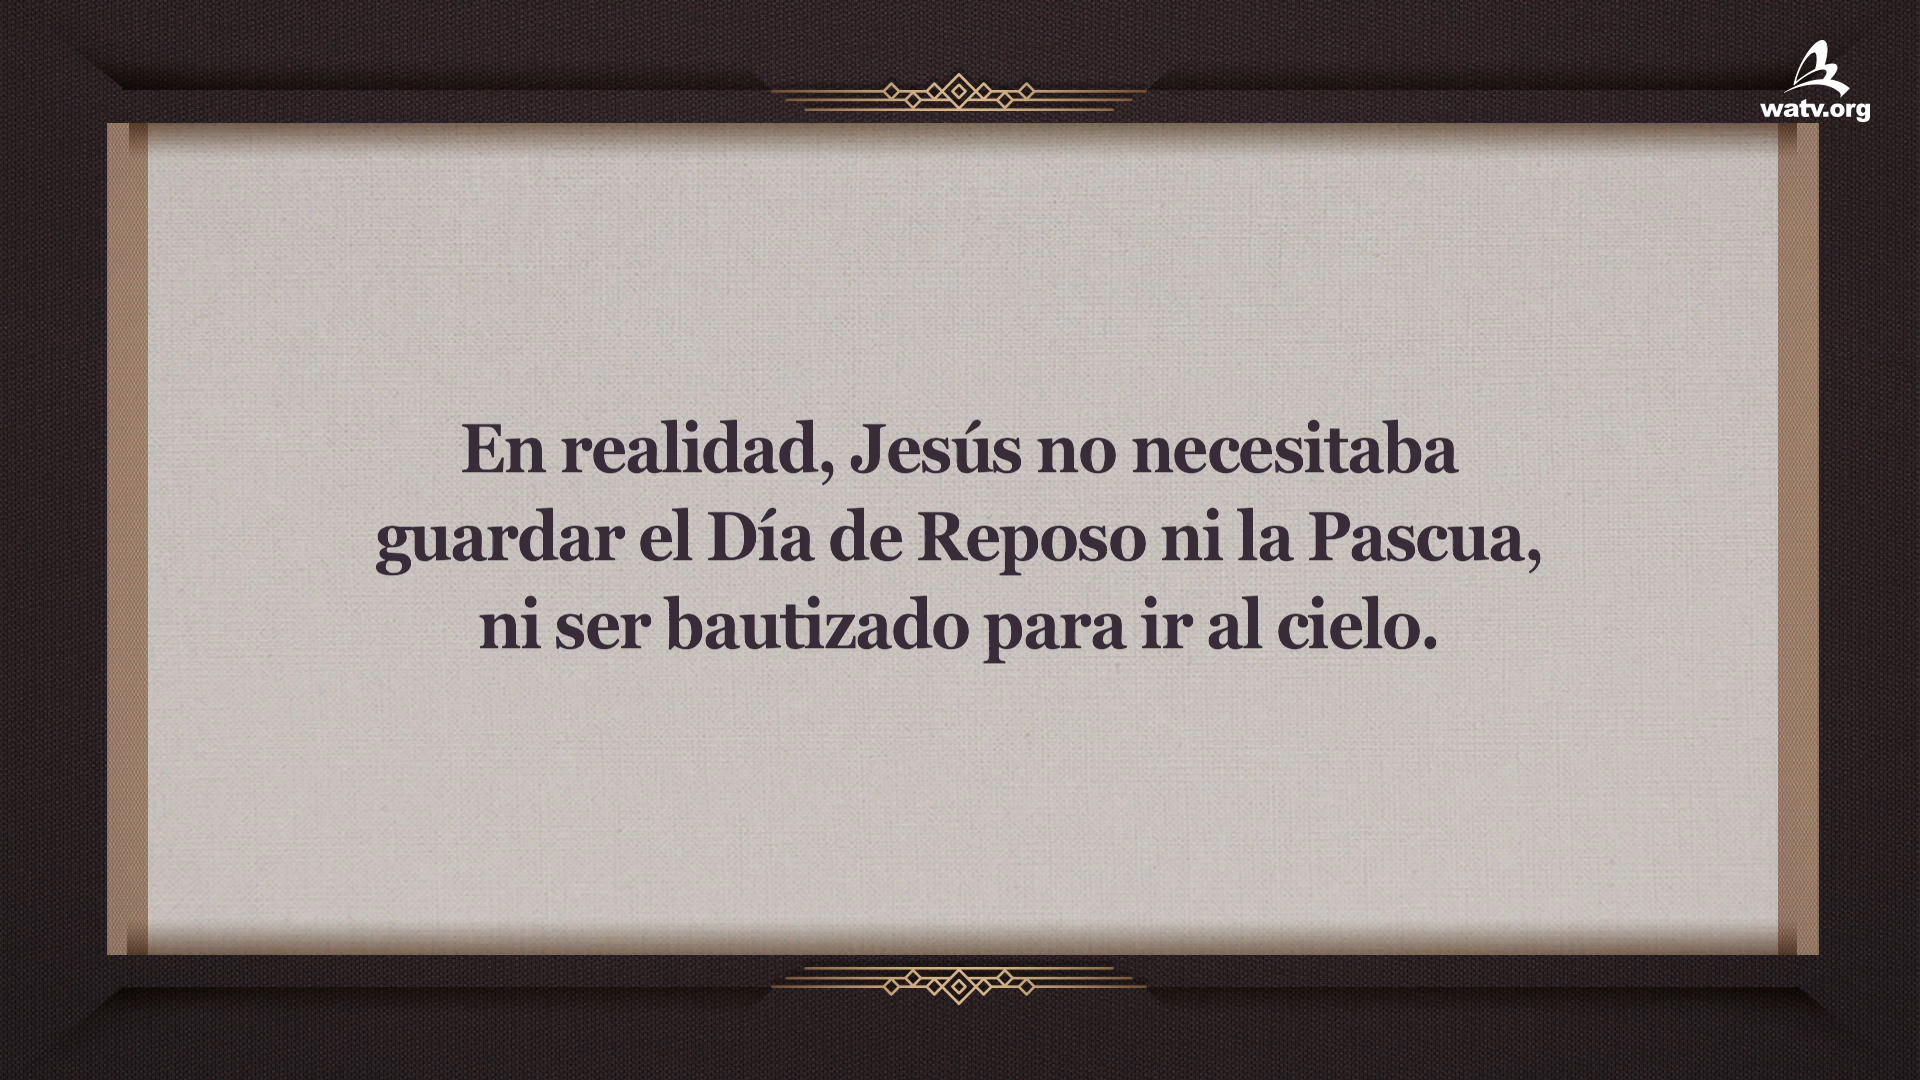 watv.org
En realidad, Jesús no necesitaba
guardar el Día de Reposo ni la Pascua,
ni ser bautizado para ir al cielo.